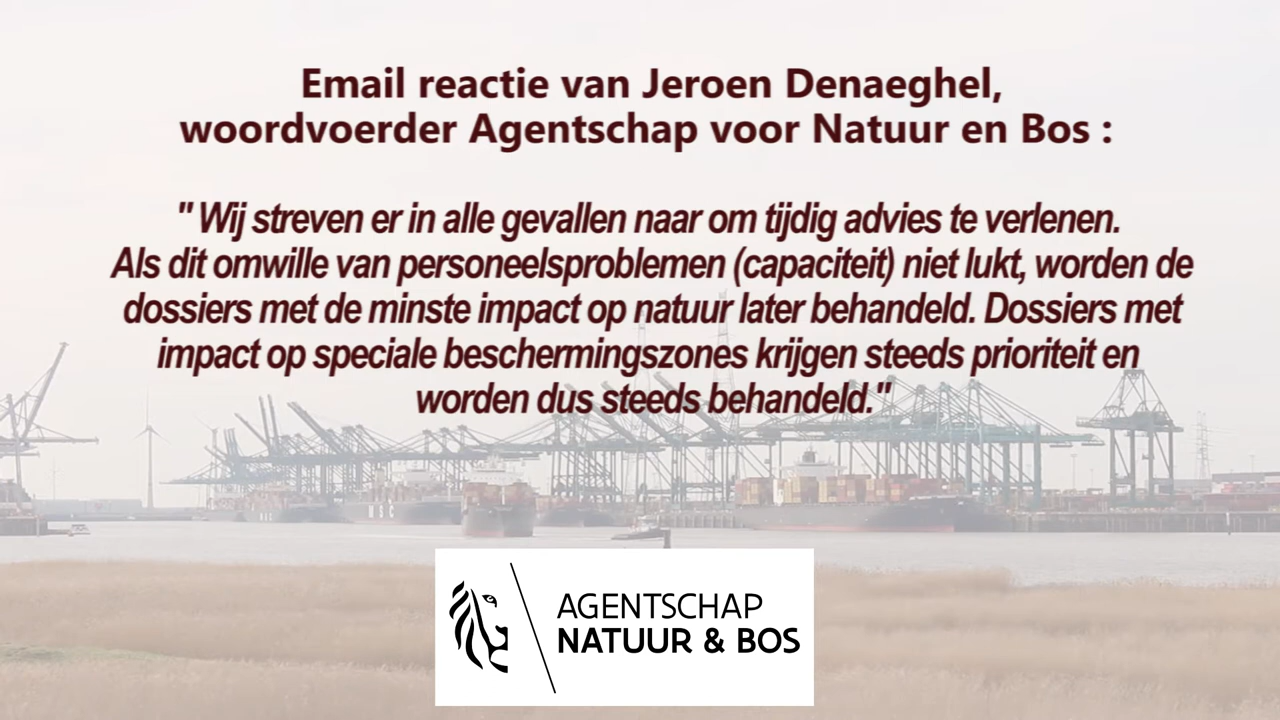 Email reactie van Jeroen Denaeghel,
woordvoerder Agentschap voor Natuur en Bos :
" Wij streven er in alle gevallen naar om tijdig advies te verlenen.
Als dit omwille van personeelsproblemen (capaciteit) niet lukt, worden de
dossiers met de minste impact op natuur later behandeld. Dossiers met
impact op speciale beschermingszones krijgen steeds prioriteit en
worden dus steeds behandeld."
MSC
AGENTSCHAP
NATUUR & BOS